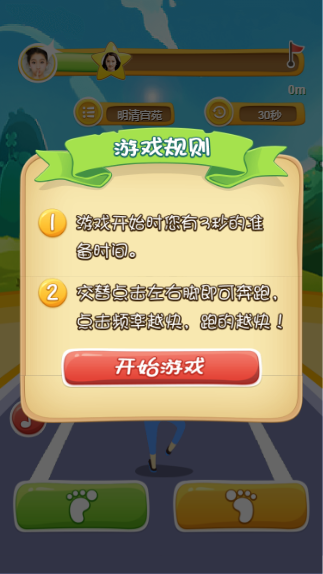 0m
明清宫苑
30秒
游戏规则
1 游戏开始时您有3秒的准
备时间。
2 交替点击左右脚即可奔跑，
点击频率越快，跑的越快！
开始游戏